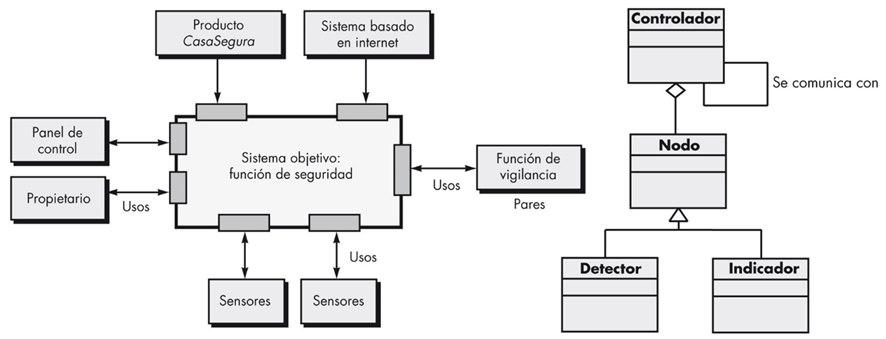 Producto
CasaSegura
Sistema basado
en internet
Panel de
control
Propietario
Usos
Sistema objetivo:
función de seguridad
Usos
Función de
vigilancia
Pares
Usos
Sensores
Sensores
Controlador
Se comunica con
Nodo
Detector
Indicador